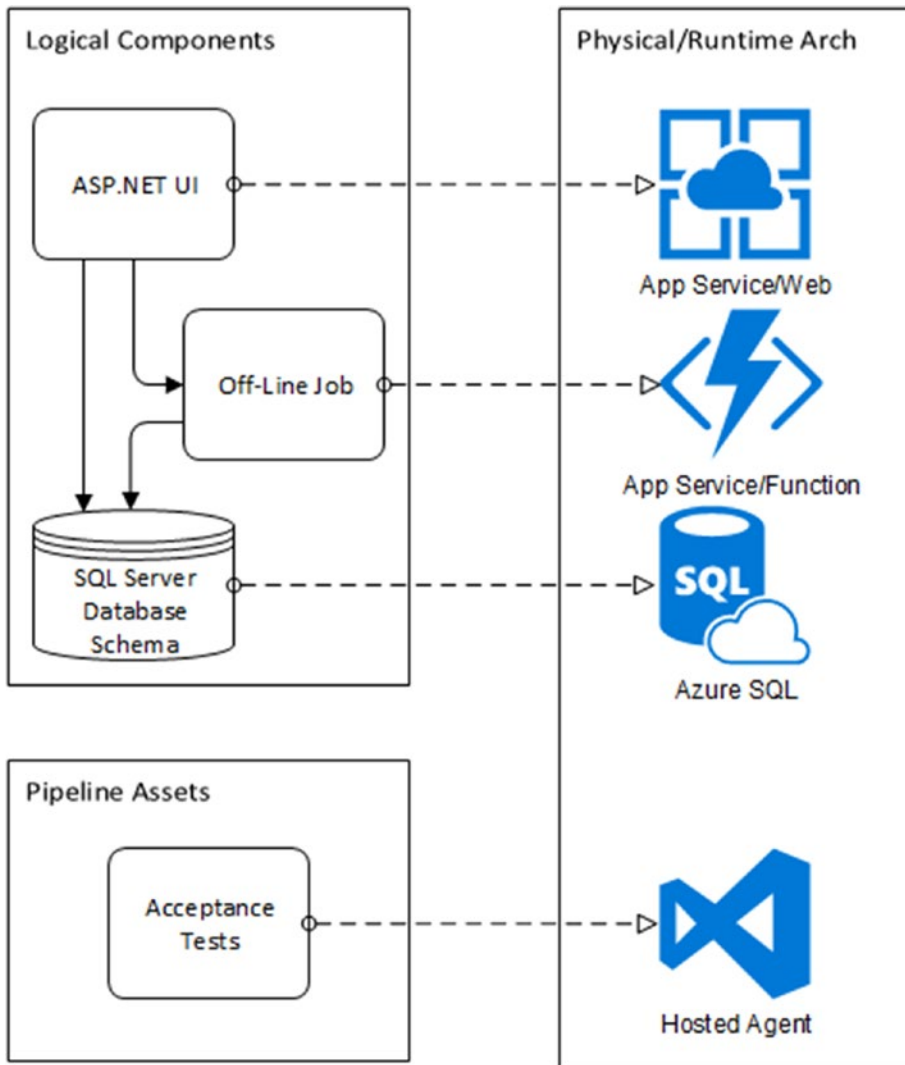 Logical Components
ASP.NET UI
Off-Line Job
SQL Server
Database
Schema
Pipeline Assets
Acceptance
Tests
Physical/Runtime Arch
App Service/Web
App Service/Function
SQL
Azure SQL
Hosted Agent